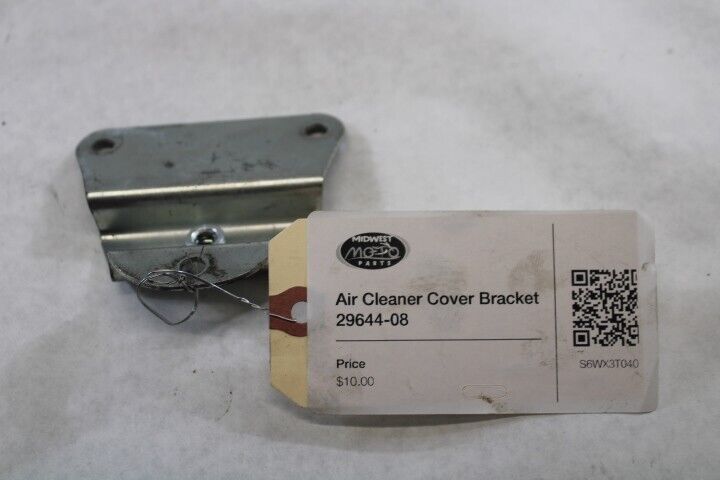 MIDWEST
MOTO
PARTS
Air Cleaner Cover Bracket
29644-08
Price
$10.00
S6WX3T040